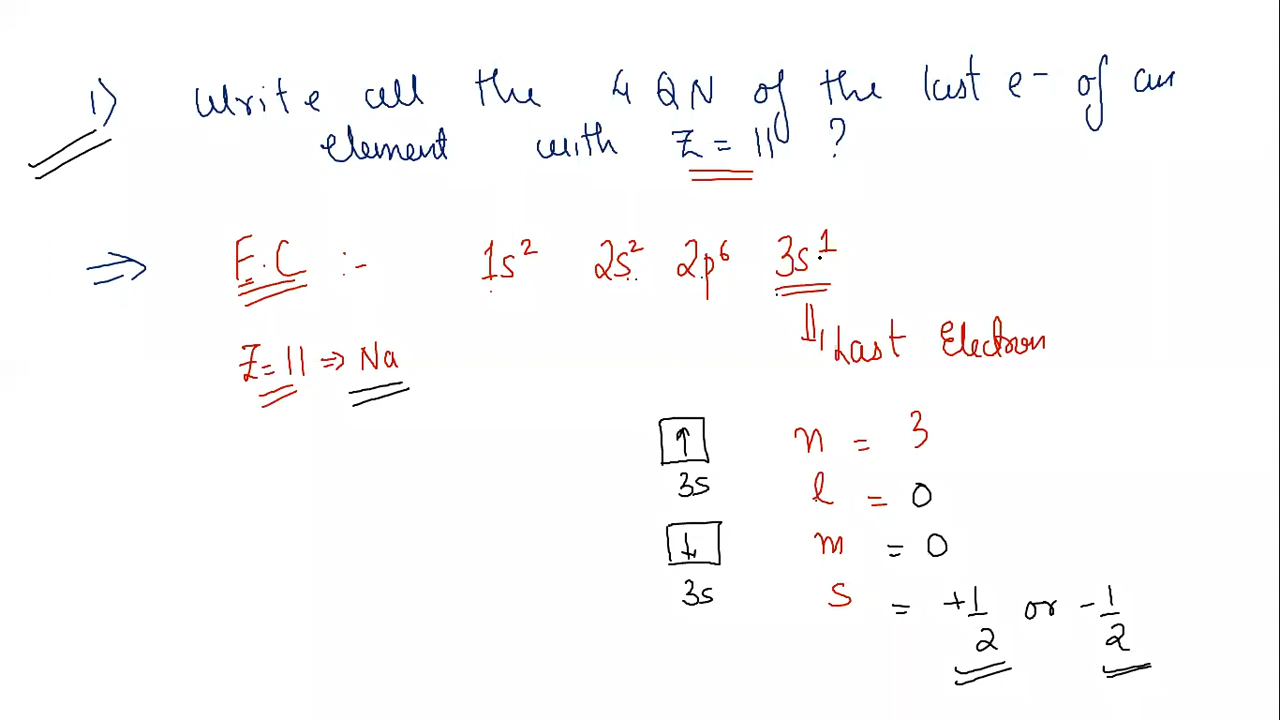 1) Write all the 4 QN of the last e- of an
element with Z = 11 ?
⇒ E.C :- 1s² 2s² 2p⁶ 3s¹
⇓ Last Electron
Z = 11 ⇒ Na
↑ n = 3
3s l = 0
↓ m = 0
3s s = +1/2 or -1/2